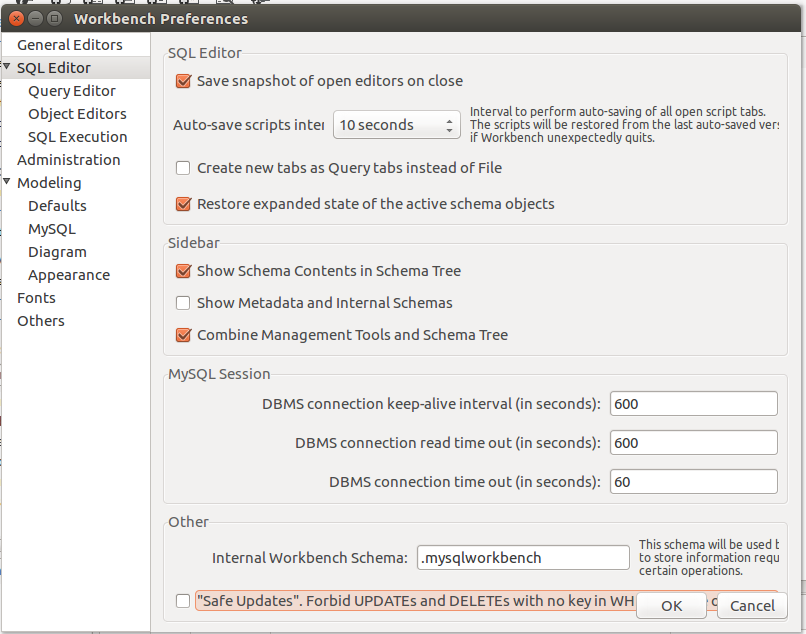 Workbench Preferences
General Editors
SQL Editor
Query Editor
Object Editors
SQL Execution
Administration
Modeling
Defaults
MySQL
Diagram
Appearance
Fonts
Others
SQL Editor
Save snapshot of open editors on close
Auto-save scripts inter
10 seconds
Interval to perform auto-saving of all open script tabs.
The scripts will be restored from the last auto-saved vers
if Workbench unexpectedly quits.
Create new tabs as Query tabs instead of File
Restore expanded state of the active schema objects
Sidebar
Show Schema Contents in Schema Tree
Show Metadata and Internal Schemas
Combine Management Tools and Schema Tree
MySQL Session
DBMS connection keep-alive interval (in seconds): 600
DBMS connection read time out (in seconds): 600
DBMS connection time out (in seconds): 60
Other
Internal Workbench Schema: .mysqlworkbench
This schema will be used b
to store information requ
certain operations.
"Safe Updates". Forbid UPDATEs and DELETEs with no key in WH
OK
Cancel